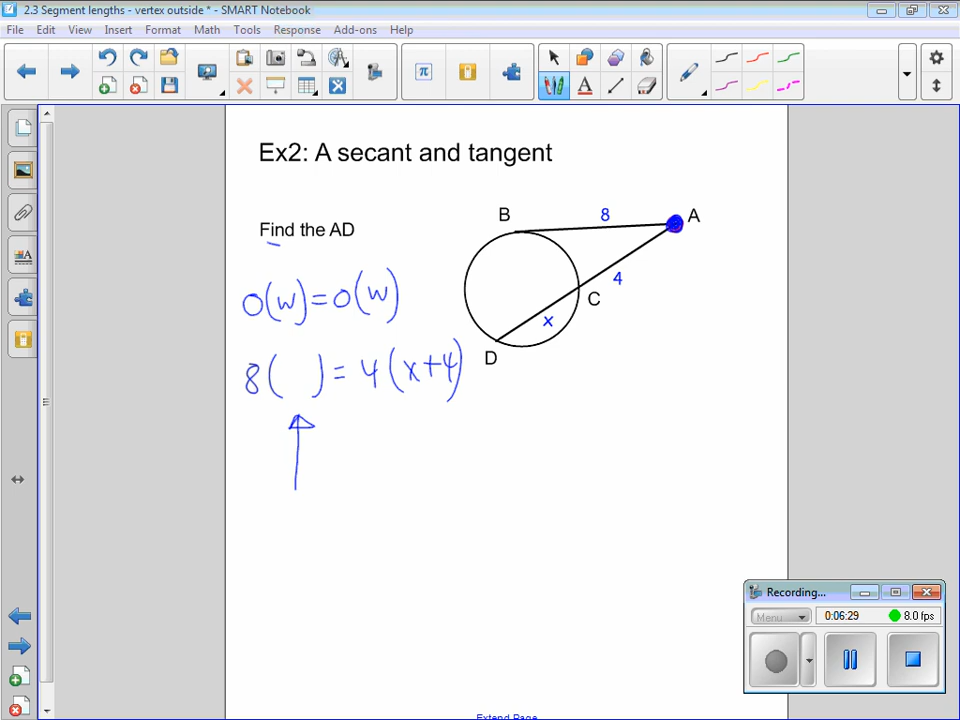 2.3 Segment lengths - vertex outside * - SMART Notebook
File Edit View Insert Format Math Tools Response Add-ons Help
π
A
Ex2: A secant and tangent
B
8
A
Find the AD
4
C
x
D
O(w)=O(w)
8( )=4(x+4)
Recording...
Menu
0:06:29
8.0 fps
Extend Page